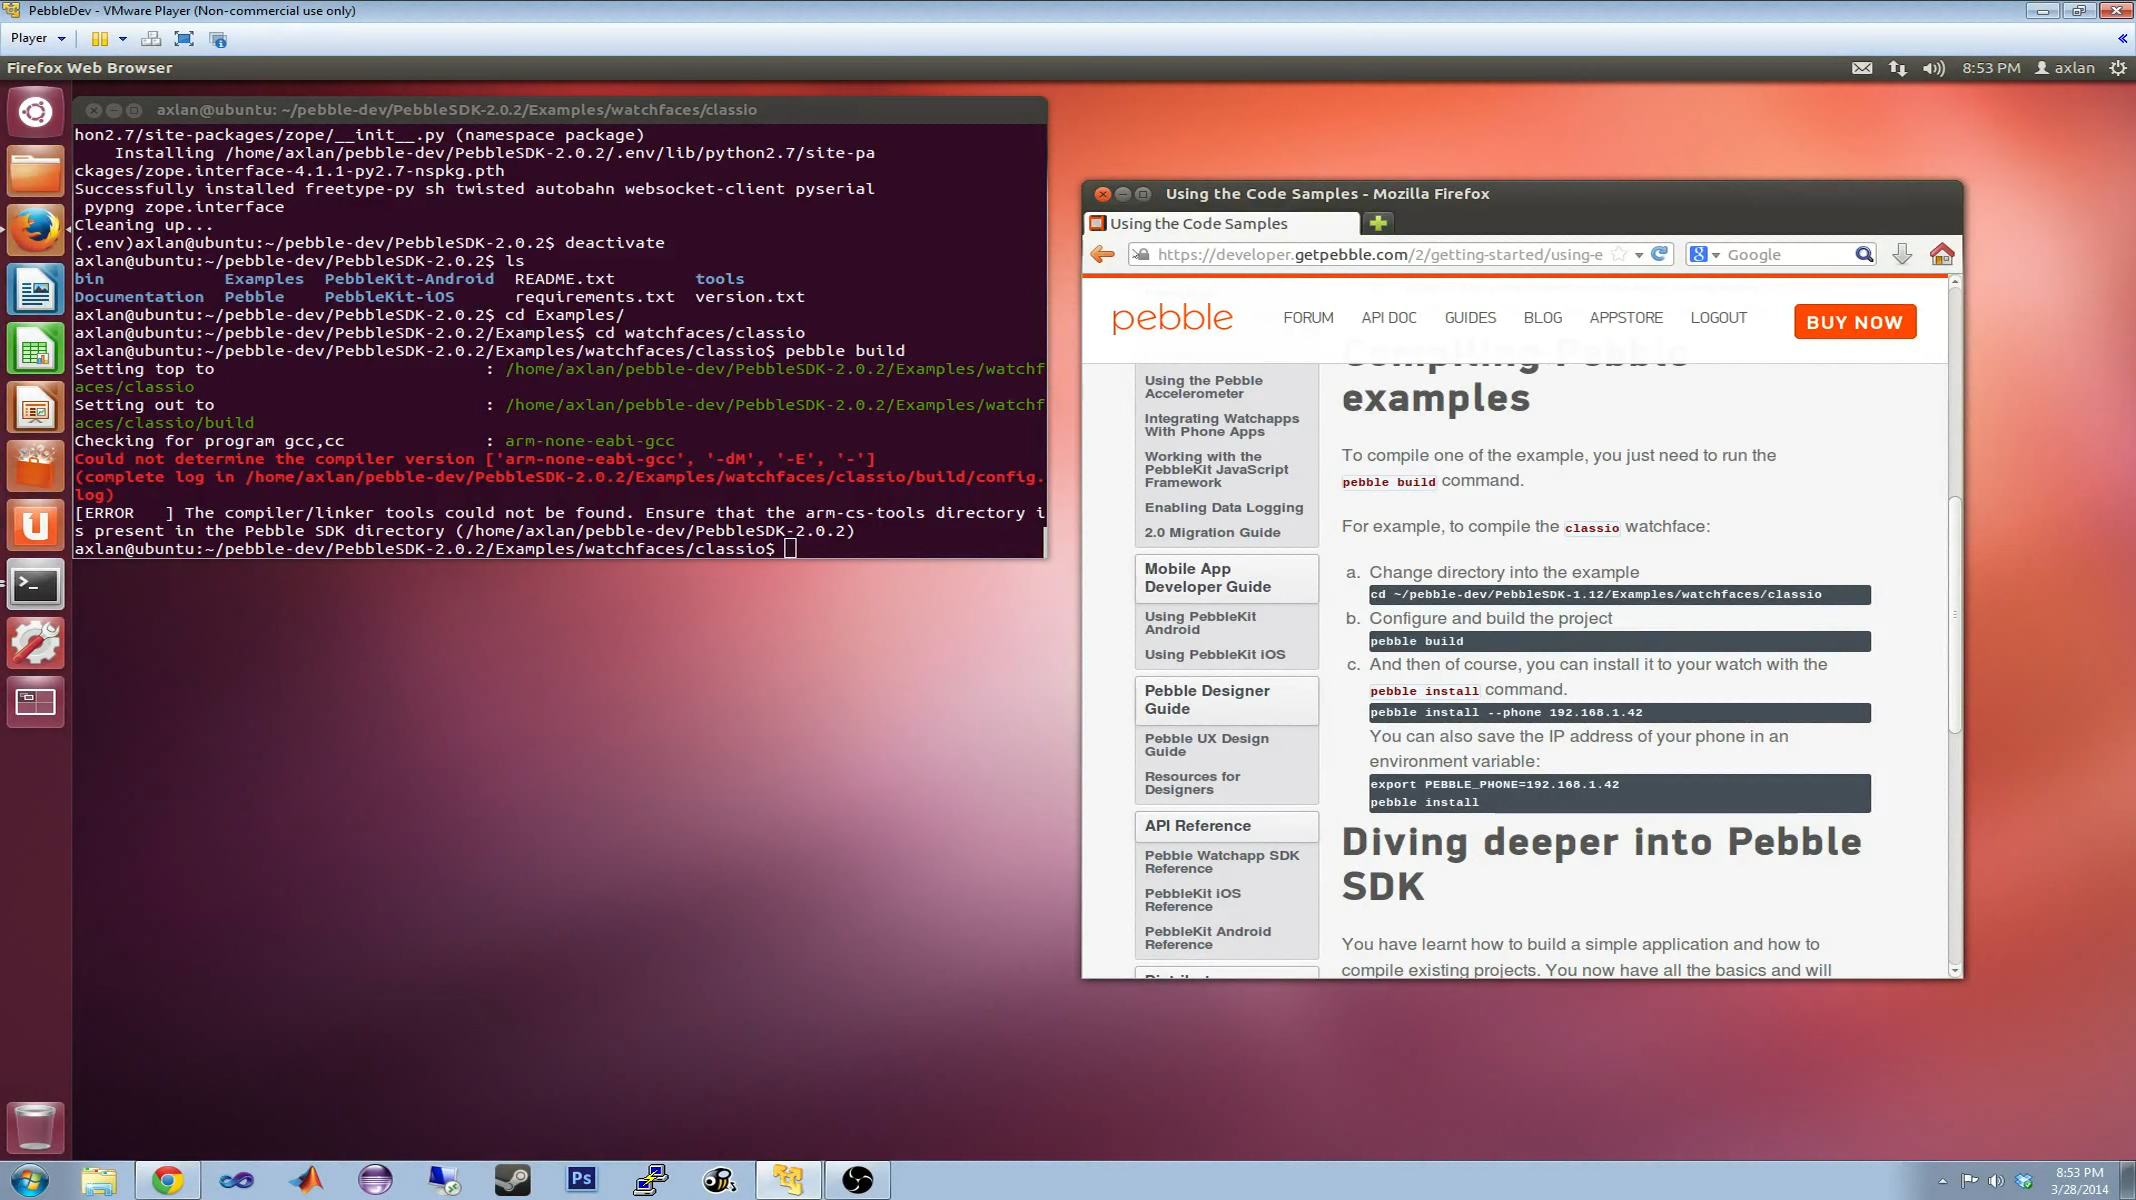 PebbleDev - VMware Player (Non-commercial use only)
Player
Firefox Web Browser
8:53 PM
axlan
axlan@ubuntu: ~/pebble-dev/PebbleSDK-2.0.2/Examples/watchfaces/classio
hon2.7/site-packages/zope/__init__.py (namespace package)
Installing /home/axlan/pebble-dev/PebbleSDK-2.0.2/.env/lib/python2.7/site-pa
ckages/zope.interface-4.1.1-py2.7-nspkg.pth
Successfully installed freetype-py sh twisted autobahn websocket-client pyserial
pypng zope.interface
Cleaning up...
(.env)axlan@ubuntu:~/pebble-dev/PebbleSDK-2.0.2$ deactivate
axlan@ubuntu:~/pebble-dev/PebbleSDK-2.0.2$ ls
bin Examples PebbleKit-Android README.txt tools
Documentation Pebble PebbleKit-iOS requirements.txt version.txt
axlan@ubuntu:~/pebble-dev/PebbleSDK-2.0.2$ cd Examples/
axlan@ubuntu:~/pebble-dev/PebbleSDK-2.0.2/Examples$ cd watchfaces/classio
axlan@ubuntu:~/pebble-dev/PebbleSDK-2.0.2/Examples/watchfaces/classio$ pebble build
Setting top to : /home/axlan/pebble-dev/PebbleSDK-2.0.2/Examples/watchf
aces/classio
Setting out to : /home/axlan/pebble-dev/PebbleSDK-2.0.2/Examples/watchf
aces/classio/build
Checking for program gcc,cc : arm-none-eabi-gcc
Could not determine the compiler version ['arm-none-eabi-gcc', '-dM', '-E', '-']
(complete log in /home/axlan/pebble-dev/PebbleSDK-2.0.2/Examples/watchfaces/classio/build/config.
log)
[ERROR ] The compiler/linker tools could not be found. Ensure that the arm-cs-tools directory i
s present in the Pebble SDK directory (/home/axlan/pebble-dev/PebbleSDK-2.0.2)
axlan@ubuntu:~/pebble-dev/PebbleSDK-2.0.2/Examples/watchfaces/classio$
Using the Code Samples - Mozilla Firefox
Using the Code Samples
https://developer.getpebble.com/2/getting-started/using-e
Google
pebble
FORUM API DOC GUIDES BLOG APPSTORE LOGOUT
BUY NOW
Using the Pebble
Accelerometer
Integrating Watchapps
With Phone Apps
Working with the
PebbleKit JavaScript
Framework
Enabling Data Logging
2.0 Migration Guide
Mobile App
Developer Guide
Using PebbleKit
Android
Using PebbleKit iOS
Pebble Designer
Guide
Pebble UX Design
Guide
Resources for
Designers
API Reference
Pebble Watchapp SDK
Reference
PebbleKit iOS
Reference
PebbleKit Android
Reference
Compiling Pebble
examples
To compile one of the example, you just need to run the
pebble build command.
For example, to compile the classio watchface:
a. Change directory into the example
cd ~/pebble-dev/PebbleSDK-1.12/Examples/watchfaces/classio
b. Configure and build the project
pebble build
c. And then of course, you can install it to your watch with the
pebble install command.
pebble install --phone 192.168.1.42
You can also save the IP address of your phone in an
environment variable:
export PEBBLE_PHONE=192.168.1.42
pebble install
Diving deeper into Pebble
SDK
You have learnt how to build a simple application and how to
compile existing projects. You now have all the basics and will
Ps
8:53 PM
3/28/2014